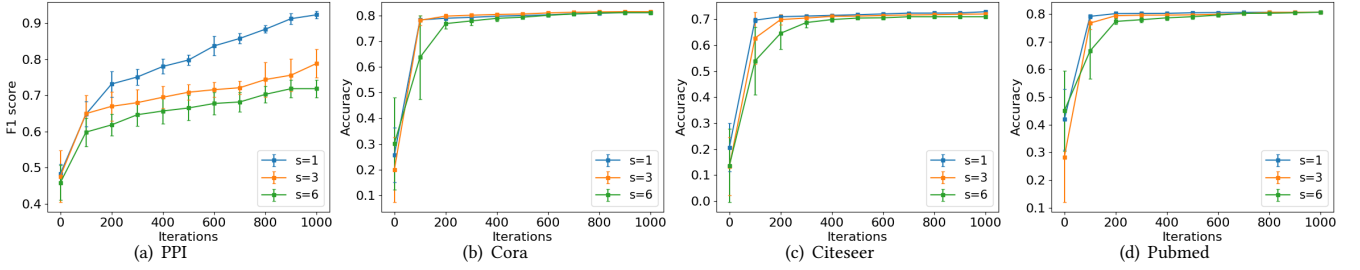 F1 score
0.9
0.8
0.7
0.6
0.5
0.4
s=1
s=3
s=6
0 200 400 600 800 1000
Iterations
(a) PPI
Accuracy
0.8
0.7
0.6
0.5
0.4
0.3
0.2
0.1
s=1
s=3
s=6
0 200 400 600 800 1000
Iterations
(b) Cora
Accuracy
0.7
0.6
0.5
0.4
0.3
0.2
0.1
0.0
s=1
s=3
s=6
0 200 400 600 800 1000
Iterations
(c) Citeseer
Accuracy
0.8
0.7
0.6
0.5
0.4
0.3
0.2
0.1
s=1
s=3
s=6
0 200 400 600 800 1000
Iterations
(d) Pubmed